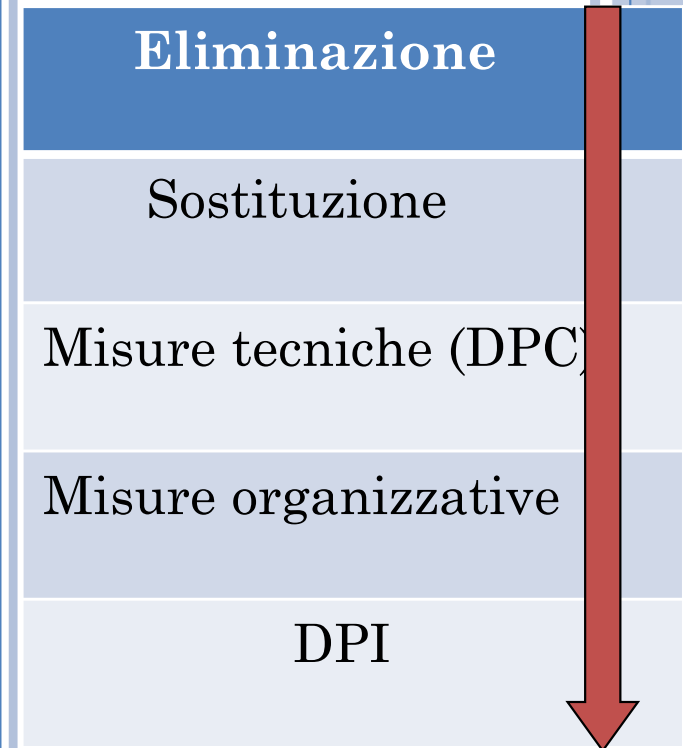 Eliminazione
Sostituzione
Misure tecniche (DPC)
Misure organizzative
DPI